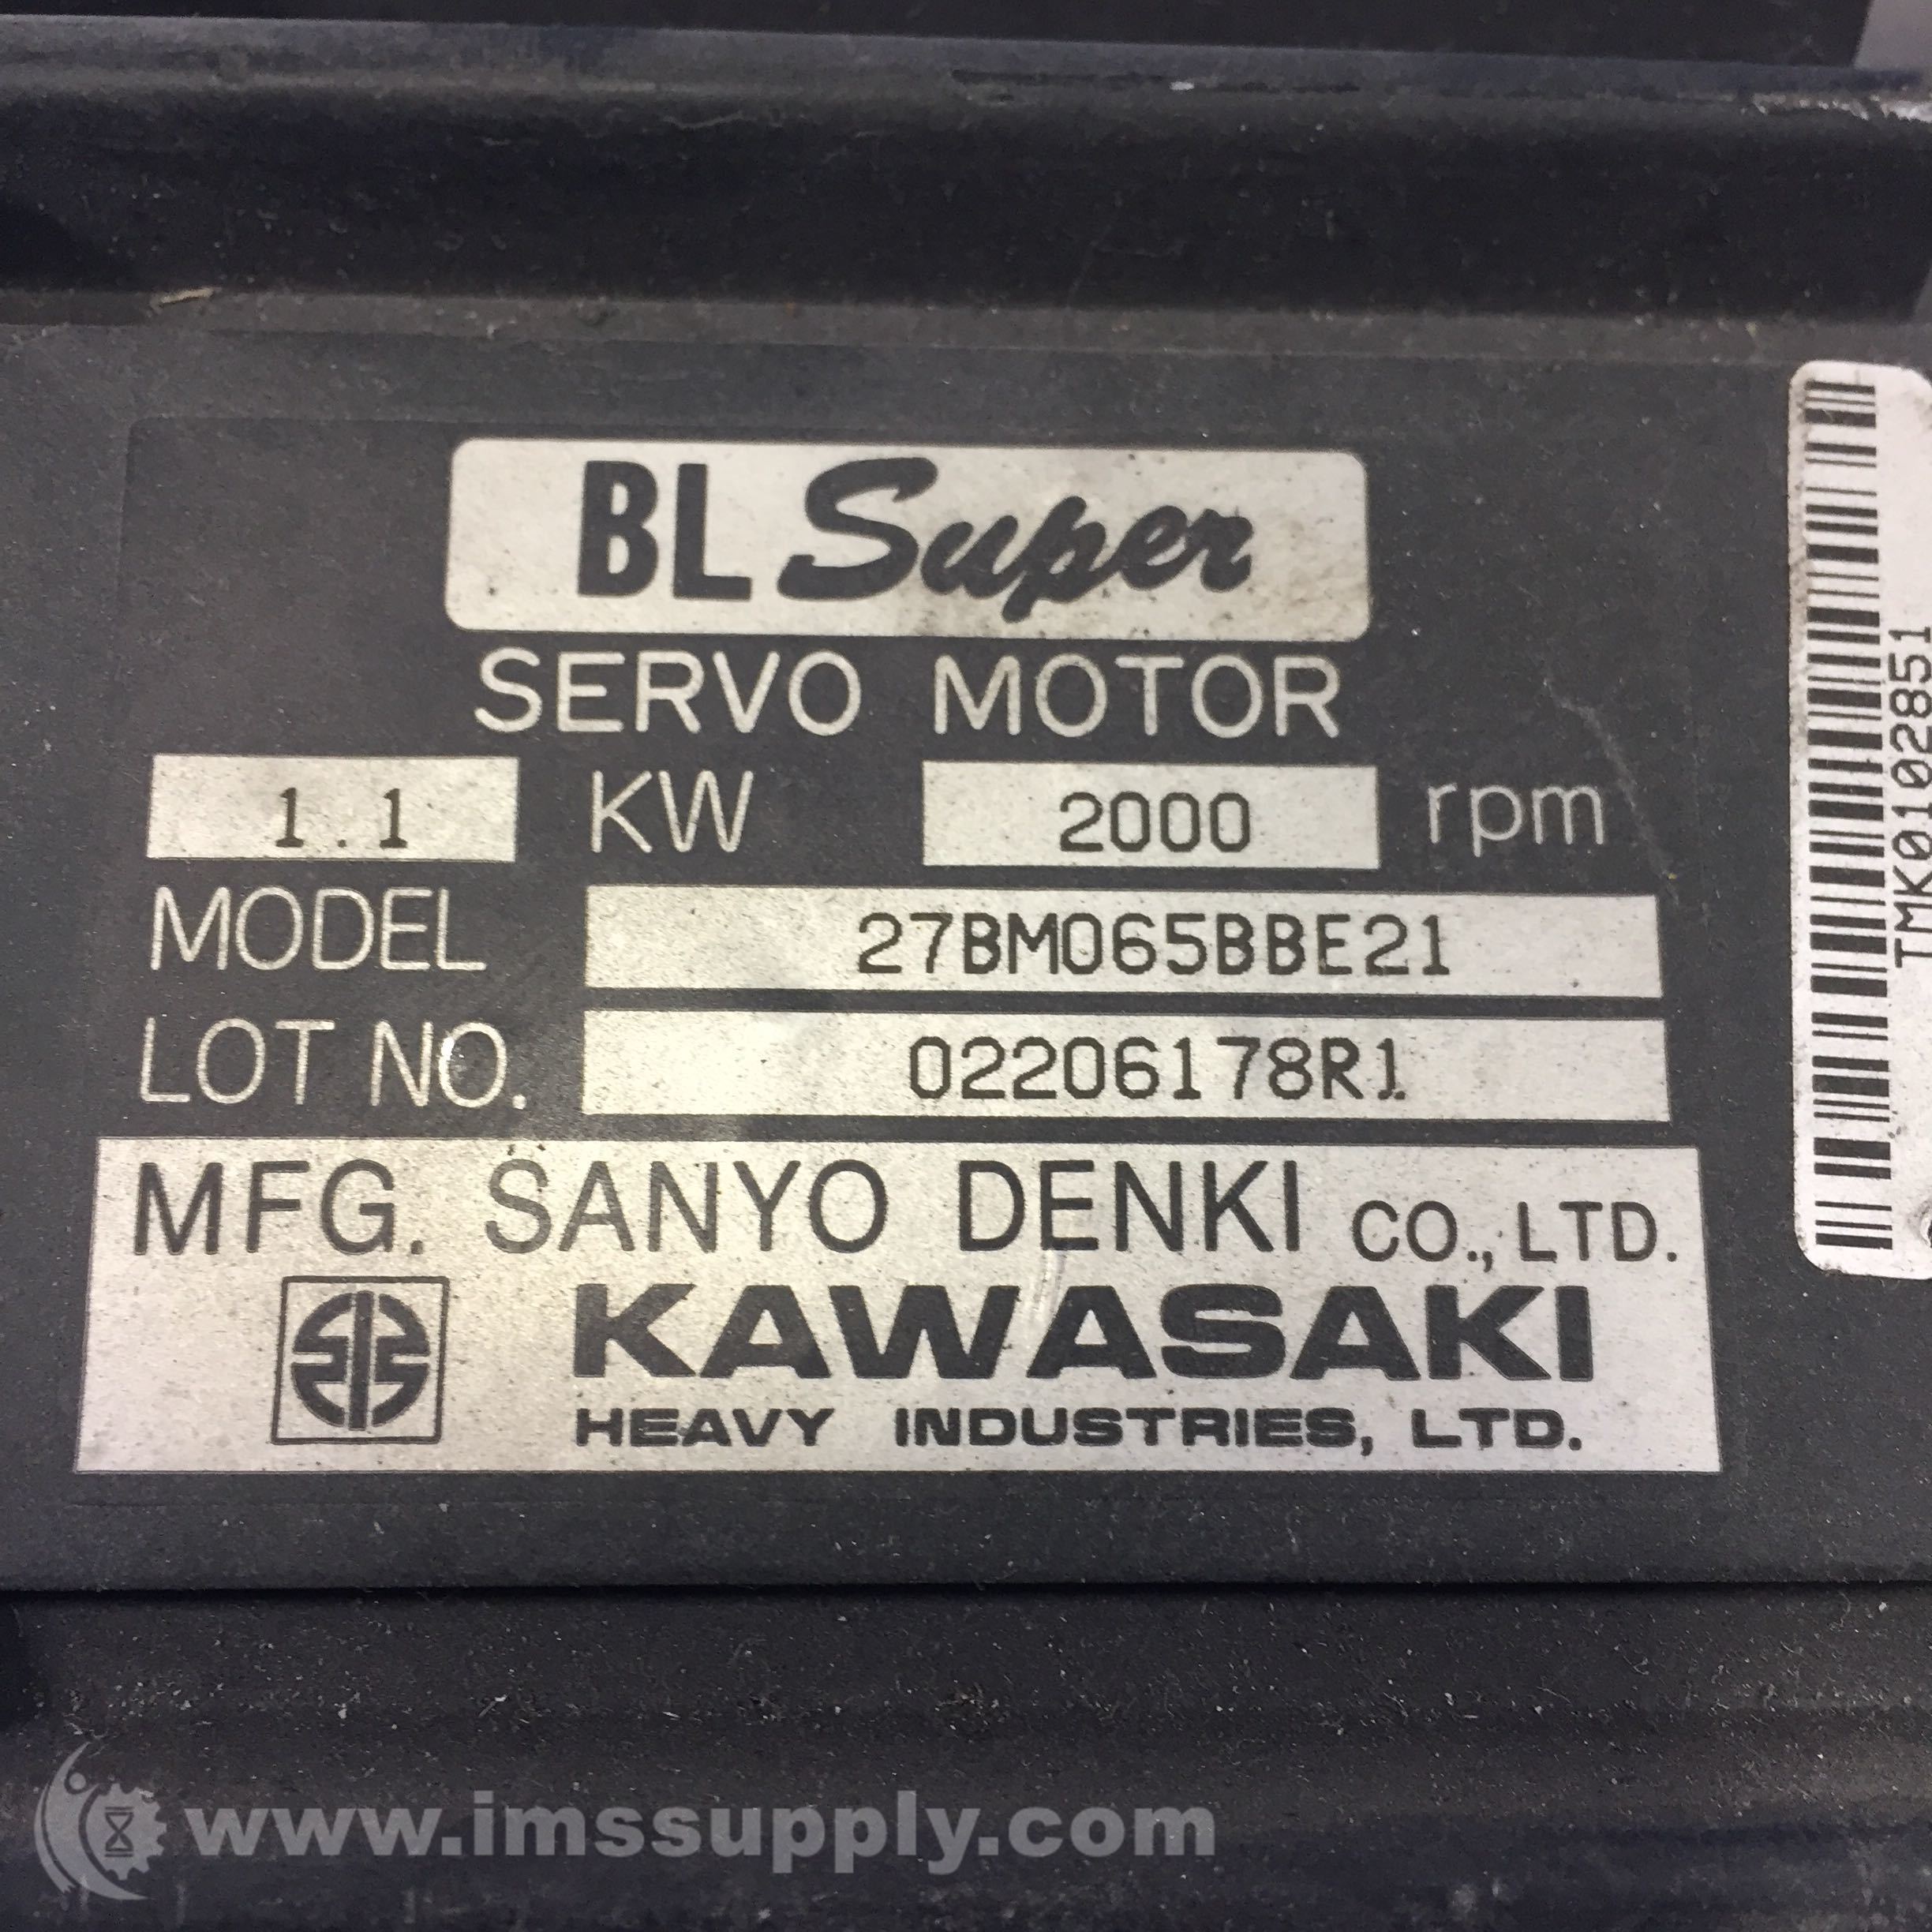 BL Super
SERVO MOTOR
1.1 KW 2000 rpm
MODEL 27BM065BBE21
LOT NO. 02206178R1
MFG. SANYO DENKI CO., LTD.
KAWASAKI
HEAVY INDUSTRIES, LTD.
TMK0102851
www.imssupply.com